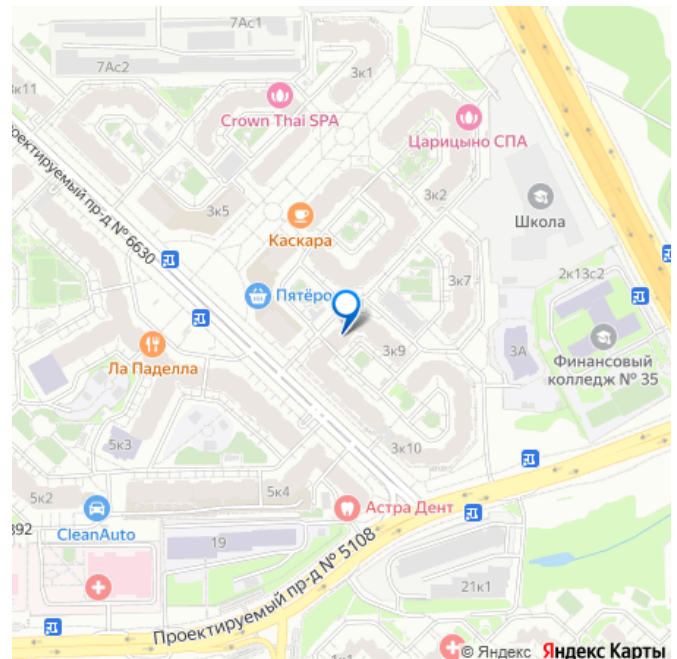 7Ас1
7Ас2
3к1
3к11
Crown Thai SPA
Царицыно СПА
Проектируемый пр-д № 6630
3к2
Школа
3к5
Каскара
2к13с2
3к7
Пятёро
3к9
3А
Финансовый
колледж № 35
Ла Паделла
5к3
3к10
5к2
5к4
Астра Дент
CleanAuto
19
Проектируемый пр-д № 5108
21к1
3к1
© Яндекс Яндекс Карты